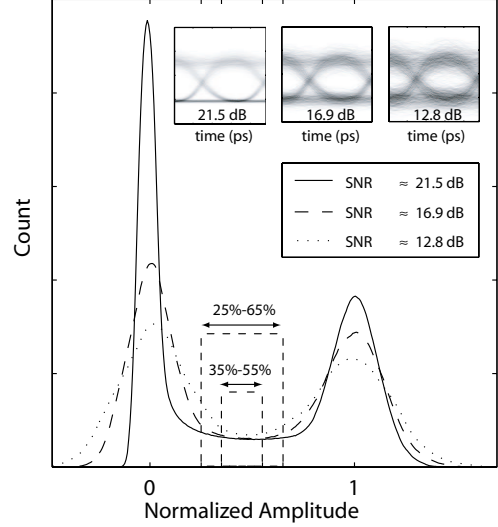 21.5 dB
16.9 dB
12.8 dB
time (ps)
time (ps)
time (ps)
SNR ≈ 21.5 dB
SNR ≈ 16.9 dB
SNR ≈ 12.8 dB
Count
25%-65%
35%-55%
0
1
Normalized Amplitude